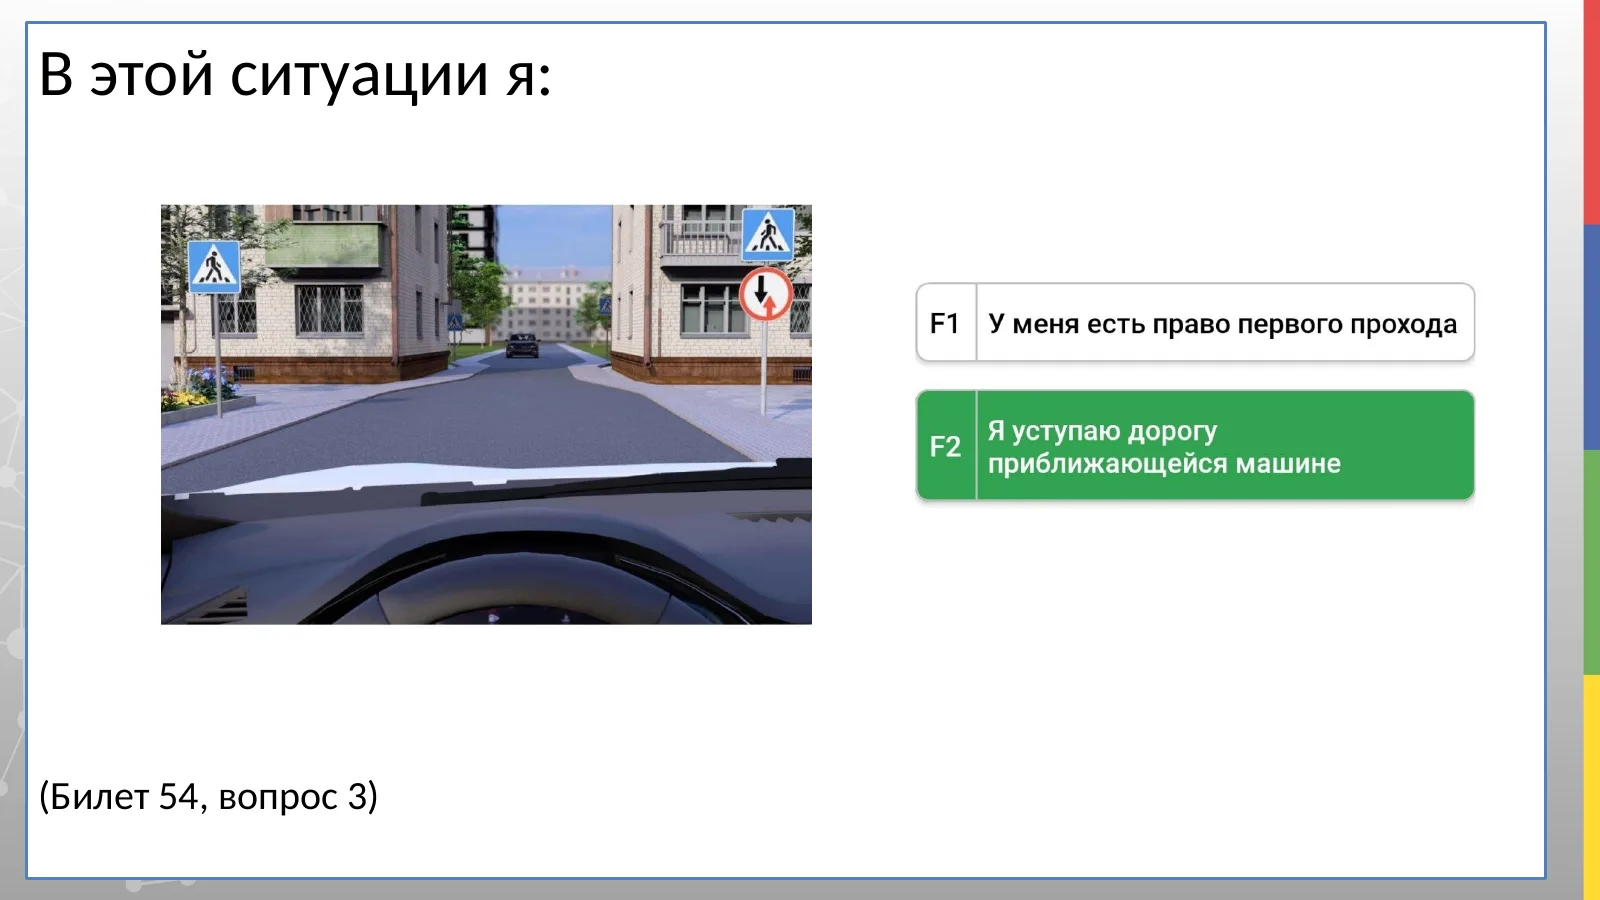 В этой ситуации я:
F1 У меня есть право первого прохода
F2 Я уступаю дорогу
приближающейся машине
(Билет 54, вопрос 3)